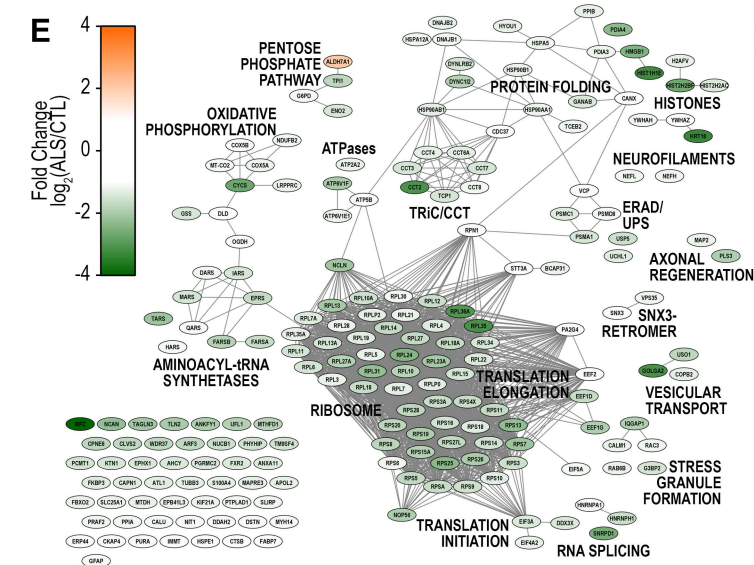 E
4
2
0
-2
-4
Fold Change
log2(ALS/CTL)
PENTOSE
PHOSPHATE
PATHWAY
ALDH7A1
TPI1
G6PD
ENO2
OXIDATIVE
PHOSPHORYLATION
COX5B
NDUFB2
MT-CO2
COX5A
CYCS
LRPPRC
GSS
DLD
OGDH
ATPases
ATP2A2
ATP6V1F
ATP5B
ATP6V1E1
DARS
IARS
MARS
EPRS
TARS
QARS
FARSB
FARSA
HARS
AMINOACYL-tRNA
SYNTHETASES
DNAJB2
HSPA12A
DNAJB1
HYOU1
PPIB
HSPA5
PDIA4
PDIA3
HMGB1
DYNLRB2
DYNC1I2
HSP90B1
PROTEIN FOLDING
HIST1H1E
H2AFV
HIST2H2BF
HIST2H2AC
HISTONES
GANAB
CANX
HSP90AB1
HSP90AA1
TCEB2
CDC37
YWHAH
YWHAZ
KRT18
CCT4
CCT6A
CCT3
CCT7
CCT2
CCT8
TCP1
TRiC/CCT
NEUROFILAMENTS
NEFL
NEFH
VCP
PSMC1
PSMD8
PSMA1
ERAD/
UPS
USP5
UCHL1
MAP2
PLS3
AXONAL
REGENERATION
RPN1
STT3A
BCAP31
NCLN
RPL13
RPL10A
RPL30
RPL12
RPL36A
RPL7A
RPLP2
RPL21
RPL35
RPL28
RPL14
RPL4
RPL35A
RPL13A
RPL19
RPL27
RPL18A
RPL34
RPL11
RPL27A
RPL5
RPL24
RPL23A
RPL22
RPL6
RPL31
RPL10
RPL15
RPL3
RPL18
RPL7
RPLP0
RIBOSOME
TRANSLATION
ELONGATION
PA2G4
EEF2
EEF1D
EEF1G
SNX3
VPS35
SNX3-
RETROMER
USO1
GOLGA2
COPB2
VESICULAR
TRANSPORT
RPS3A
RPS4X
RPS28
RPS11
RPS20
RPS16
RPS18
RPS13
RPS19
RPS8
RPS27L
RPS14
RPS7
RPS15A
RPS6
RPS25
RPS26
RPS3
RPS5
RPSA
RPS9
RPS10
NOP56
EIF5A
IQGAP1
CALM1
RAC3
RAB6B
G3BP2
STRESS
GRANULE
FORMATION
TRANSLATION
INITIATION
EIF3A
DDX3X
EIF4A2
HNRNPA1
HNRNPH1
SNRPD1
RNA SPLICING
NCAN
TAGLN3
TLN2
ANKFY1
UFL1
MTHFD1
CPNE6
CLVS2
WDR37
ARF3
NUCB1
PHYHIP
TM9SF4
PCMT1
KTN1
EPHX1
AHCY
PGRMC2
FXR2
ANXA11
FKBP3
CAPN1
ATL1
TUBB3
S100A4
MAPRE3
APOL2
FBXO2
SLC25A1
MTDH
EPB41L3
KIF21A
PTPLAD1
SLIRP
PRAF2
PPIA
CALU
NIT1
DDAH2
DSTN
MYH14
ERP44
CKAP4
PURA
IMMT
HSPE1
CTSB
FABP7
GFAP